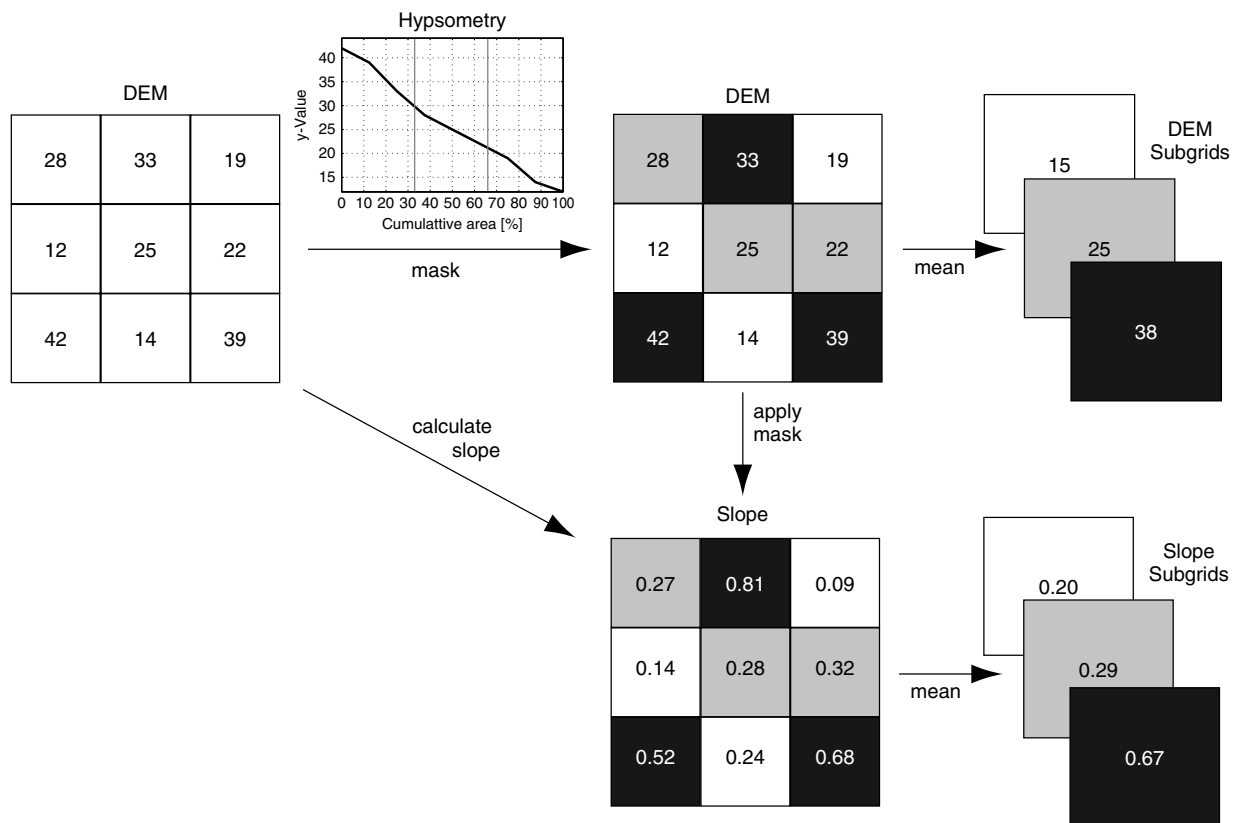 Hypsometry
40
35
30
25
20
15
y-Value
0 10 20 30 40 50 60 70 80 90 100
Cumulattive area [%]
DEM
28 33 19
12 25 22
42 14 39
mask
DEM
28 33 19
12 25 22
42 14 39
mean
DEM
Subgrids
15
25
38
calculate
slope
apply
mask
Slope
0.27 0.81 0.09
0.14 0.28 0.32
0.52 0.24 0.68
mean
Slope
Subgrids
0.20
0.29
0.67